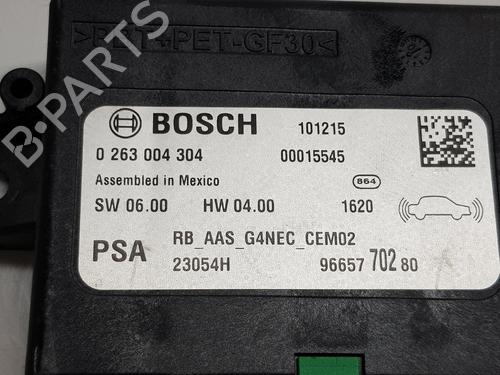 >PBT+PET-GF30<
B-PARTS
BOSCH 101215
0 263 004 304 00015545
Assembled in Mexico 864
SW 06.00 HW 04.00 1620
PSA RB_AAS_G4NEC_CEM02
23054H 96657 702 80